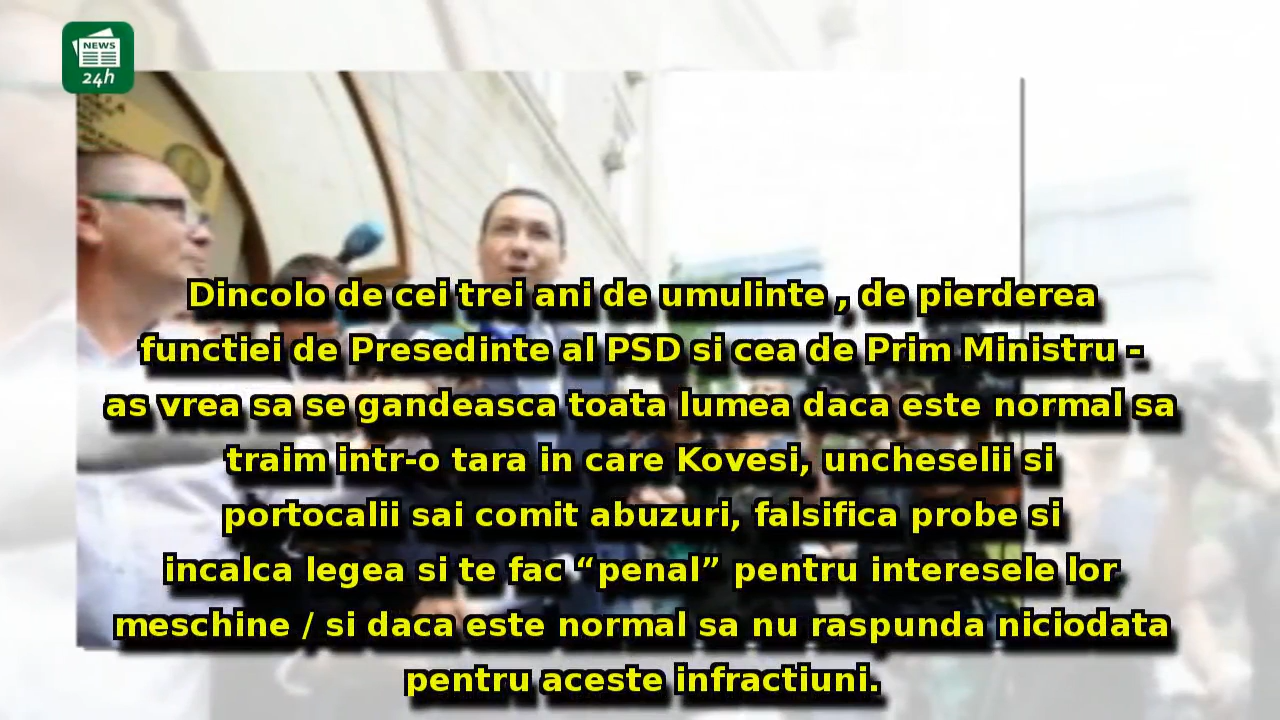 NEWS
24h
Dincolo de cei trei ani de umulinte , de pierderea
functiei de Presedinte al PSD si cea de Prim Ministru -
as vrea sa se gandeasca toata lumea daca este normal sa
traim intr-o tara in care Kovesi, uncheselii si
portocalii sai comit abuzuri, falsifica probe si
incalca legea si te fac “penal” pentru interesele lor
meschine / si daca este normal sa nu raspunda niciodata
pentru aceste infractiuni.